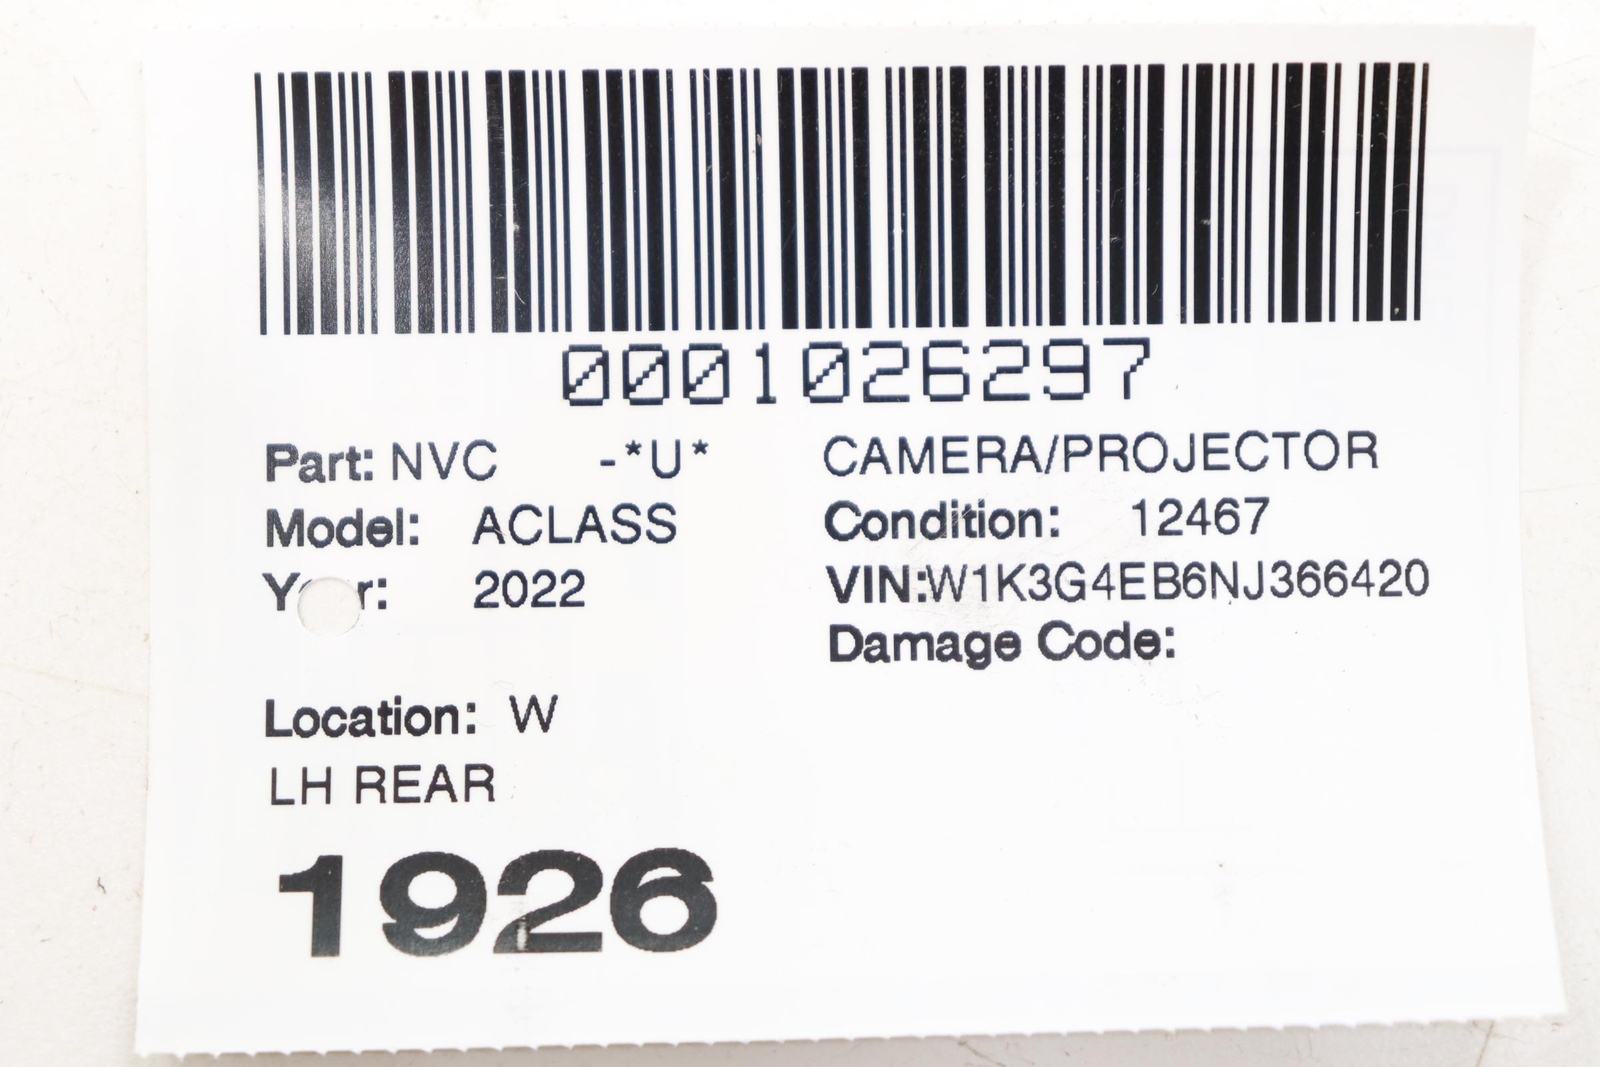 0001026297
Part: NVC -*U* CAMERA/PROJECTOR
Model: ACLASS Condition: 12467
Y r: 2022 VIN:W1K3G4EB6NJ366420
Damage Code:
Location: W
LH REAR
1926